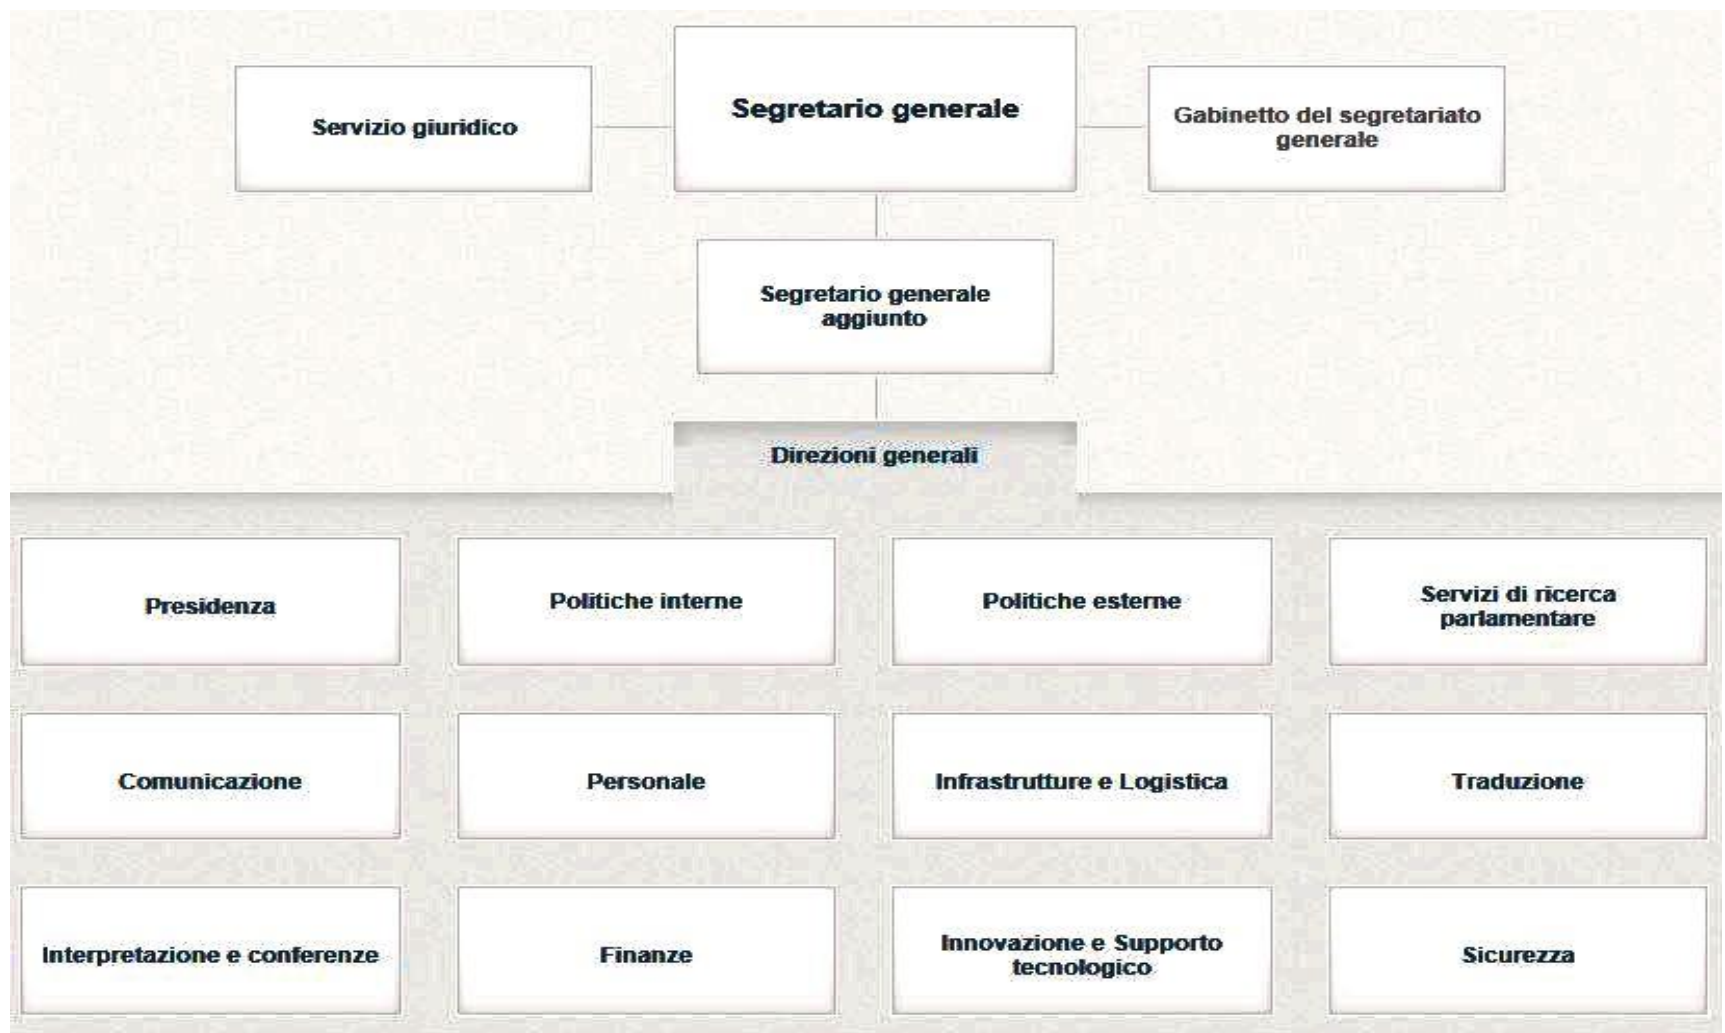 Servizio giuridico
Segretario generale
Gabinetto del segretariato
generale
Segretario generale
aggiunto
Direzioni generali
Presidenza
Politiche interne
Politiche esterne
Servizi di ricerca
parlamentare
Comunicazione
Personale
Infrastrutture e Logistica
Traduzione
Interpretazione e conferenze
Finanze
Innovazione e Supporto
tecnologico
Sicurezza